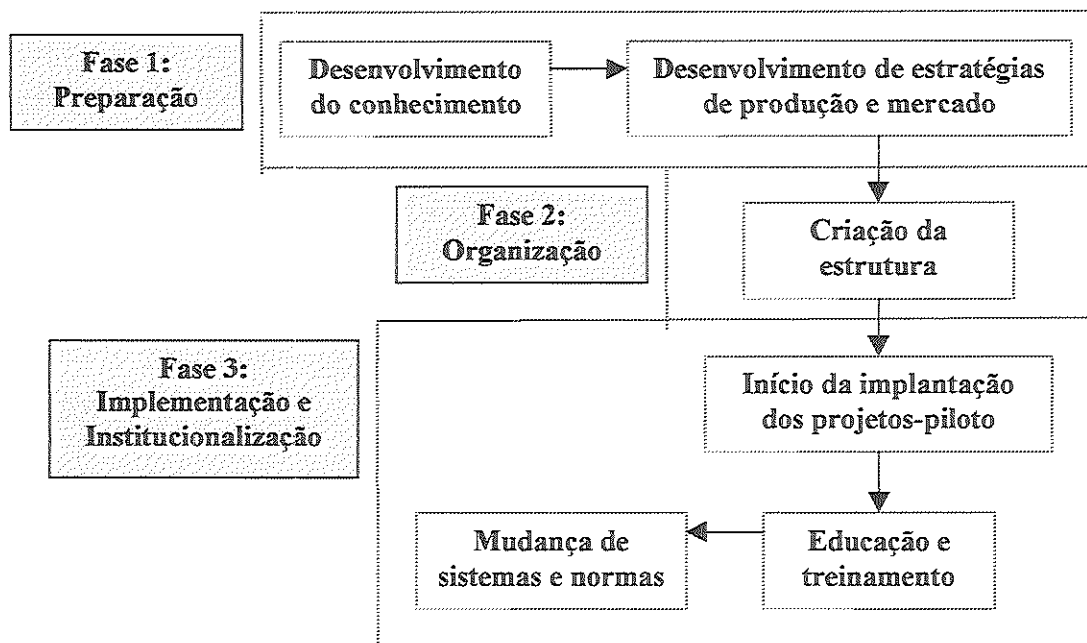 Fase 1:
Preparação
Desenvolvimento
do conhecimento
Desenvolvimento de estratégias
de produção e mercado
Fase 2:
Organização
Criação da
estrutura
Fase 3:
Implementação e
Institucionalização
Início da implantação
dos projetos-piloto
Mudança de
sistemas e normas
Educação e
treinamento